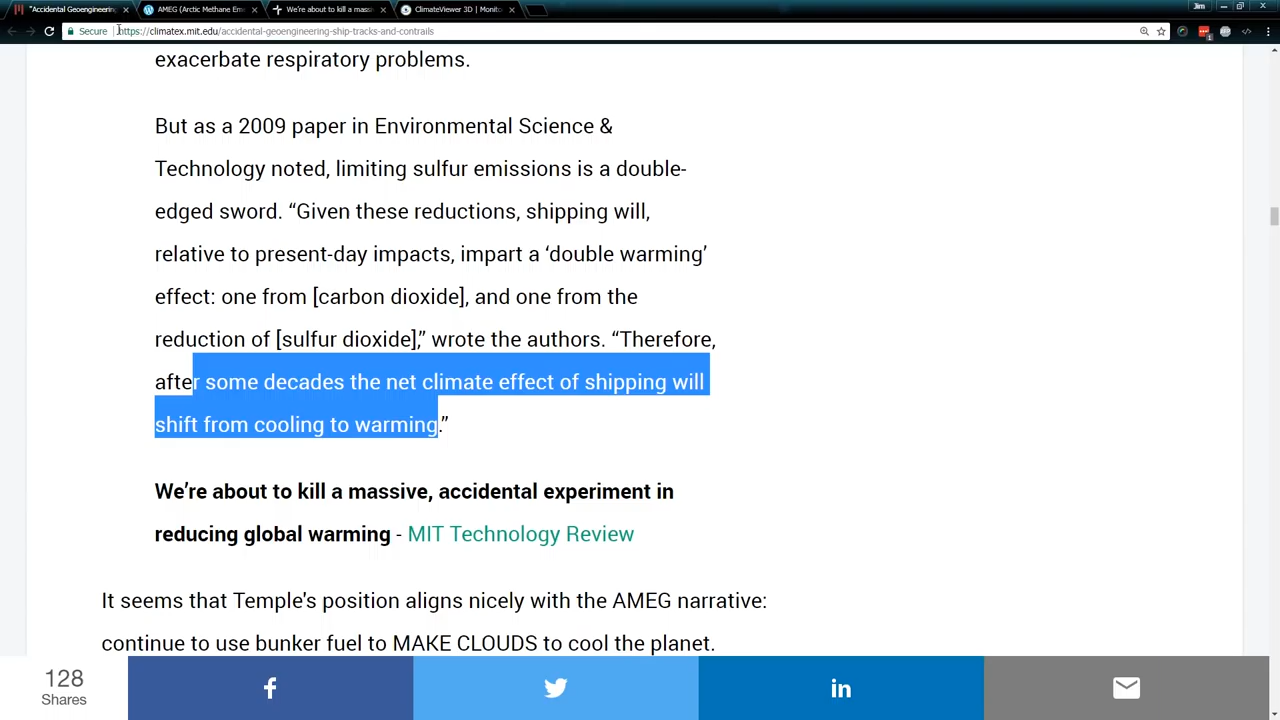 "Accidental Geoengineering
AMEG (Arctic Methane Em
We're about to kill a massiv
ClimateViewer 3D | Monito
Jim
Secure
https://climatex.mit.edu/accidental-geoengineering-ship-tracks-and-contrails
exacerbate respiratory problems.
But as a 2009 paper in Environmental Science &
Technology noted, limiting sulfur emissions is a double-
edged sword. “Given these reductions, shipping will,
relative to present-day impacts, impart a ‘double warming’
effect: one from [carbon dioxide], and one from the
reduction of [sulfur dioxide],” wrote the authors. “Therefore,
after some decades the net climate effect of shipping will
shift from cooling to warming.”
We’re about to kill a massive, accidental experiment in
reducing global warming - MIT Technology Review
It seems that Temple's position aligns nicely with the AMEG narrative:
continue to use bunker fuel to MAKE CLOUDS to cool the planet.
128
Shares